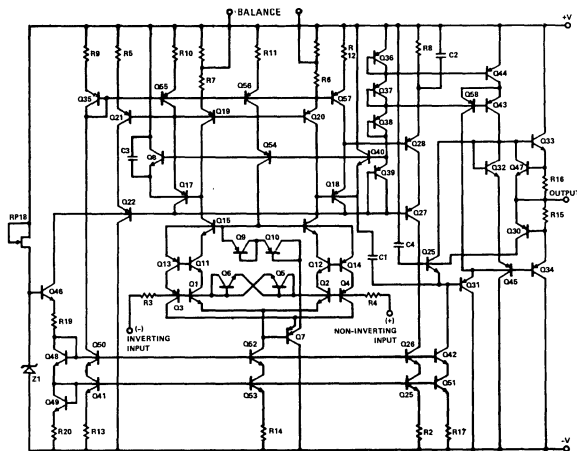 BALANCE
+V
R9
R5
R10
R11
R
12
R8
C2
Q36
Q44
R7
R6
Q35
Q55
Q56
Q57
Q37
Q58
Q43
Q21
Q19
Q20
Q38
Q33
Q28
C3
Q8
Q54
Q40
Q32
Q47
R16
Q39
OUTPUT
Q17
Q18
R15
RP18
Q22
Q27
Q30
Q15
Q9
Q10
C4
Q25
Q13
Q11
Q12
Q14
C1
Q31
Q45
Q34
Q46
Q6
Q5
R3
Q3
Q1
Q2
Q4
R4
R19
(-)
INVERTING
INPUT
Q7
NON-INVERTING
INPUT
(+)
Q48
Q50
Q52
Q26
Q42
Z1
Q49
Q41
Q53
Q25
Q51
R20
R13
R14
R2
R17
-V